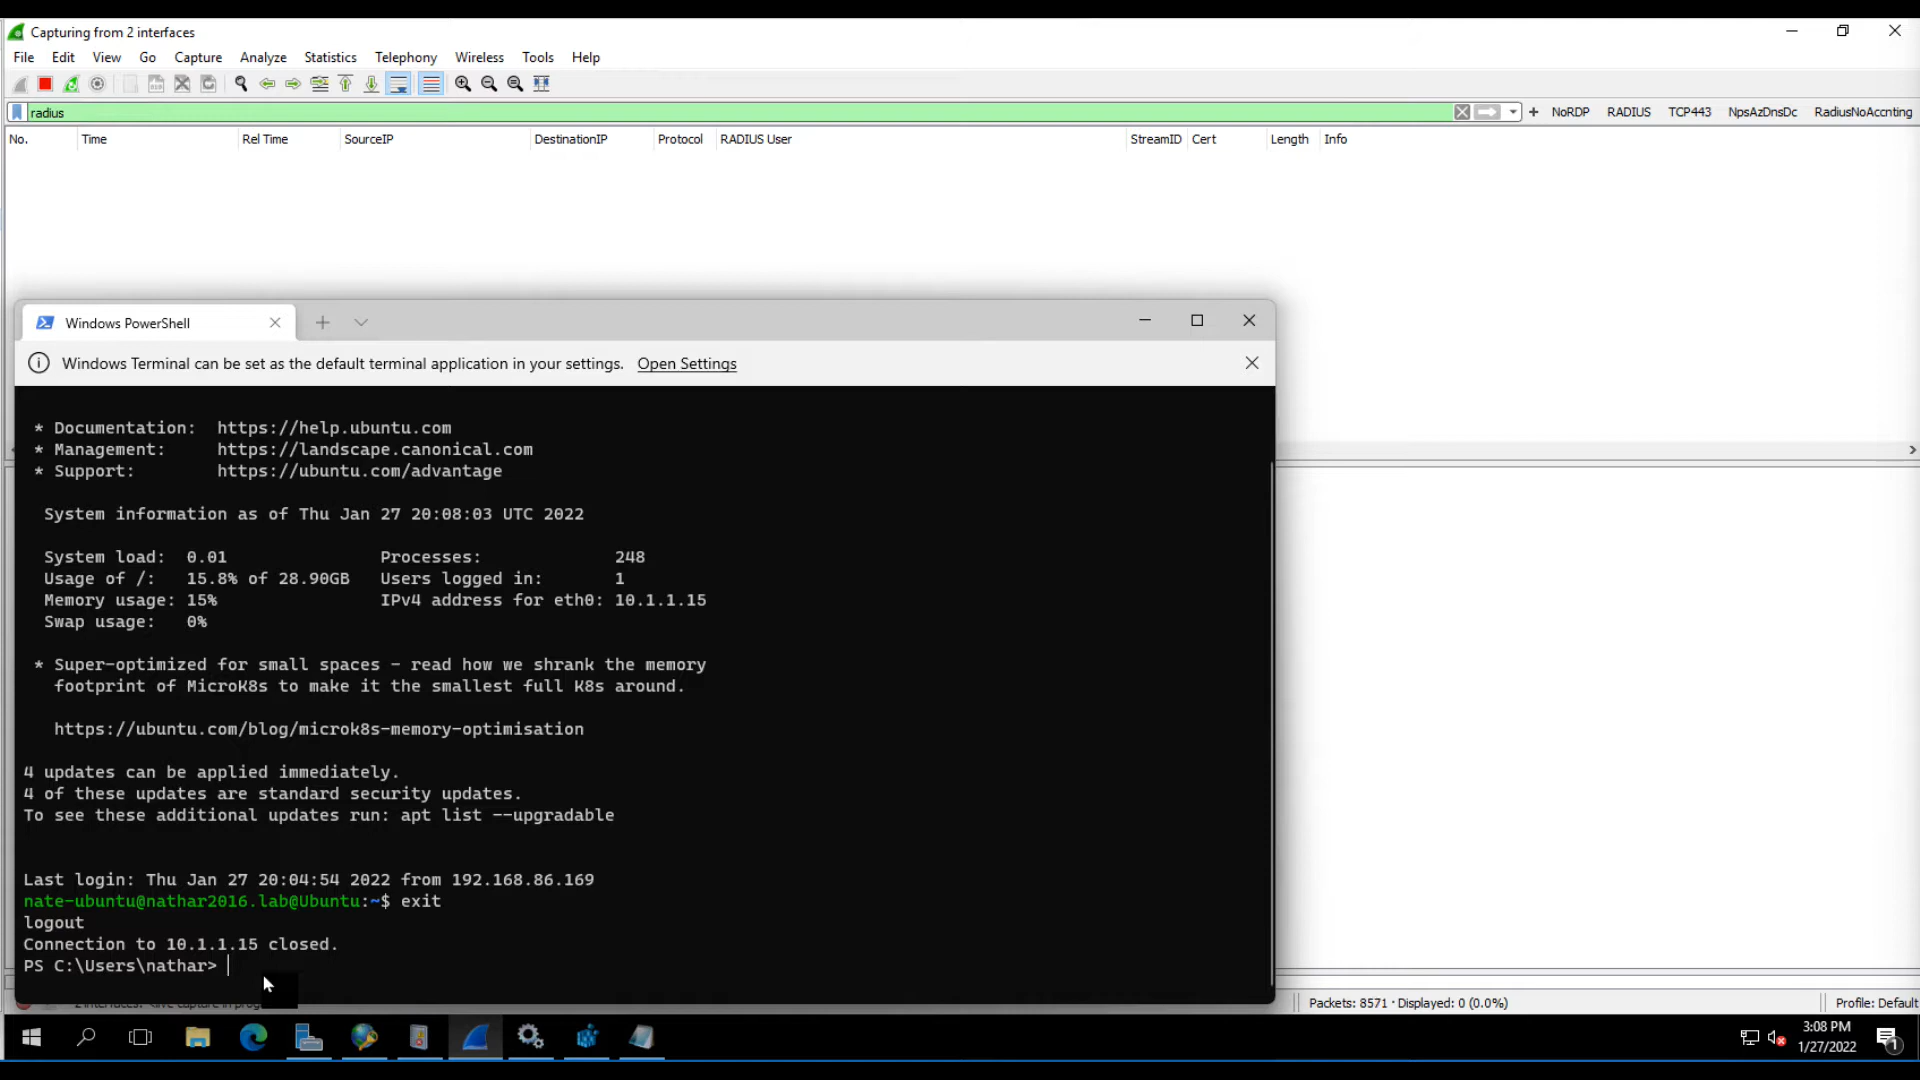 Capturing from 2 interfaces
File Edit View Go Capture Analyze Statistics Telephony Wireless Tools Help
radius
NoRDP RADIUS TCP443 NpsAzDnsDc RadiusNoAccnting
No. Time Rel Time SourceIP DestinationIP Protocol RADIUS User StreamID Cert Length Info
Windows PowerShell
Windows Terminal can be set as the default terminal application in your settings. Open Settings
* Documentation: https://help.ubuntu.com
* Management: https://landscape.canonical.com
* Support: https://ubuntu.com/advantage
System information as of Thu Jan 27 20:08:03 UTC 2022
System load: 0.01 Processes: 248
Usage of /: 15.8% of 28.90GB Users logged in: 1
Memory usage: 15% IPv4 address for eth0: 10.1.1.15
Swap usage: 0%
* Super-optimized for small spaces - read how we shrank the memory
footprint of MicroK8s to make it the smallest full K8s around.
https://ubuntu.com/blog/microk8s-memory-optimisation
4 updates can be applied immediately.
4 of these updates are standard security updates.
To see these additional updates run: apt list --upgradable
Last login: Thu Jan 27 20:04:54 2022 from 192.168.86.169
nate-ubuntu@nathar2016.lab@Ubuntu:~$ exit
logout
Connection to 10.1.1.15 closed.
PS C:\Users\nathar>
Packets: 8571 · Displayed: 0 (0.0%)
Profile: Default
3:08 PM
1/27/2022
1